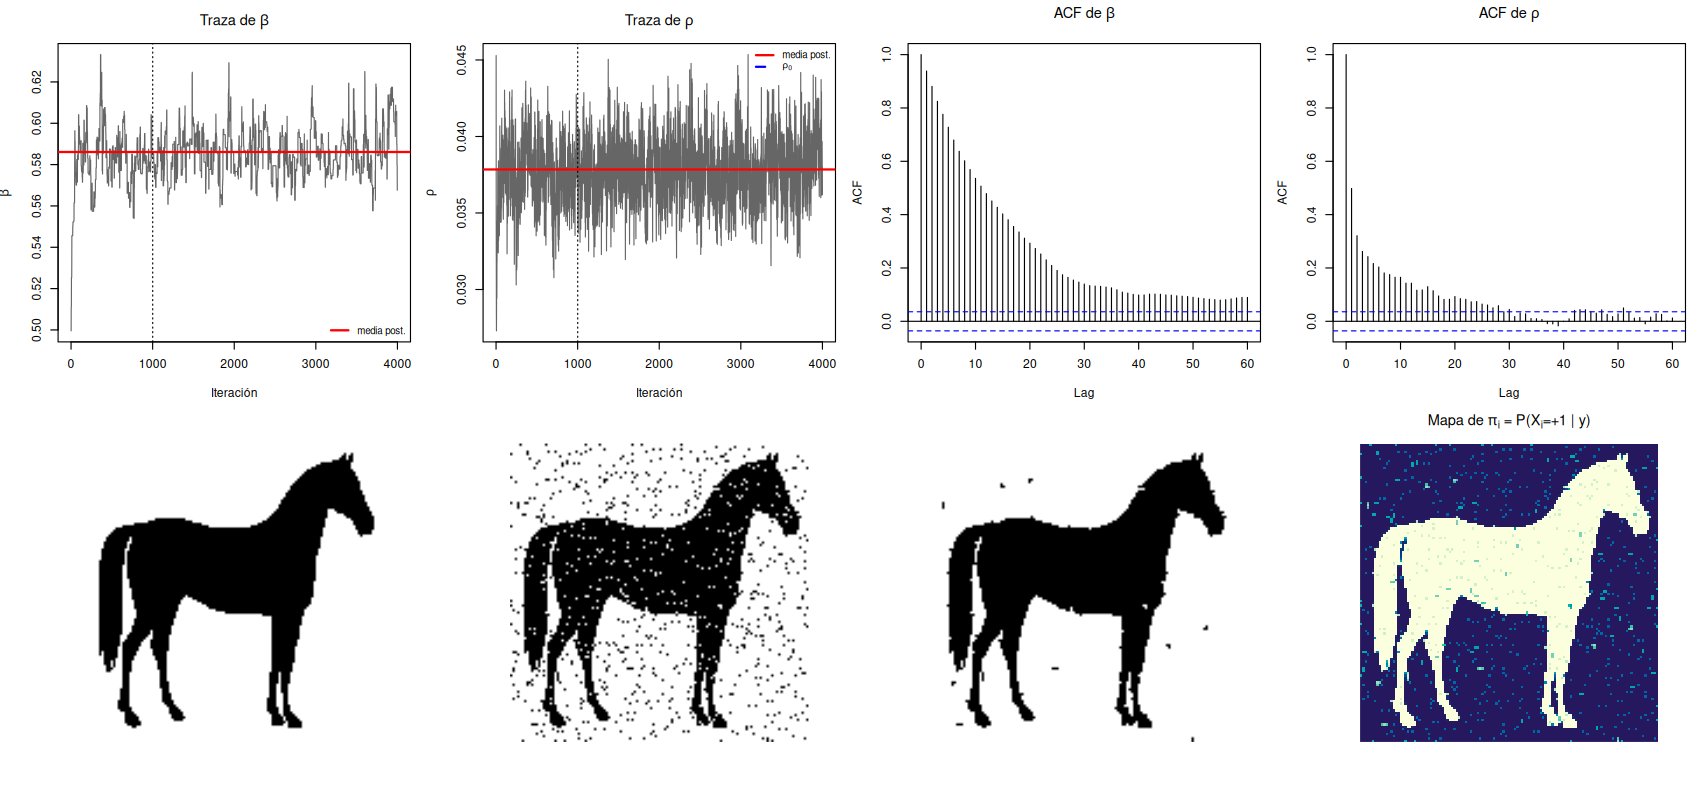 Traza de β
β
0.50 0.52 0.54 0.56 0.58 0.60 0.62
media post.
0 1000 2000 3000 4000
Iteración
Traza de ρ
ρ
0.030 0.035 0.040 0.045
media post.
ρ₀
0 1000 2000 3000 4000
Iteración
ACF de β
ACF
0.0 0.2 0.4 0.6 0.8 1.0
0 10 20 30 40 50 60
Lag
ACF de ρ
ACF
0.0 0.2 0.4 0.6 0.8 1.0
0 10 20 30 40 50 60
Lag
Mapa de πᵢ = P(Xᵢ=+1 | y)